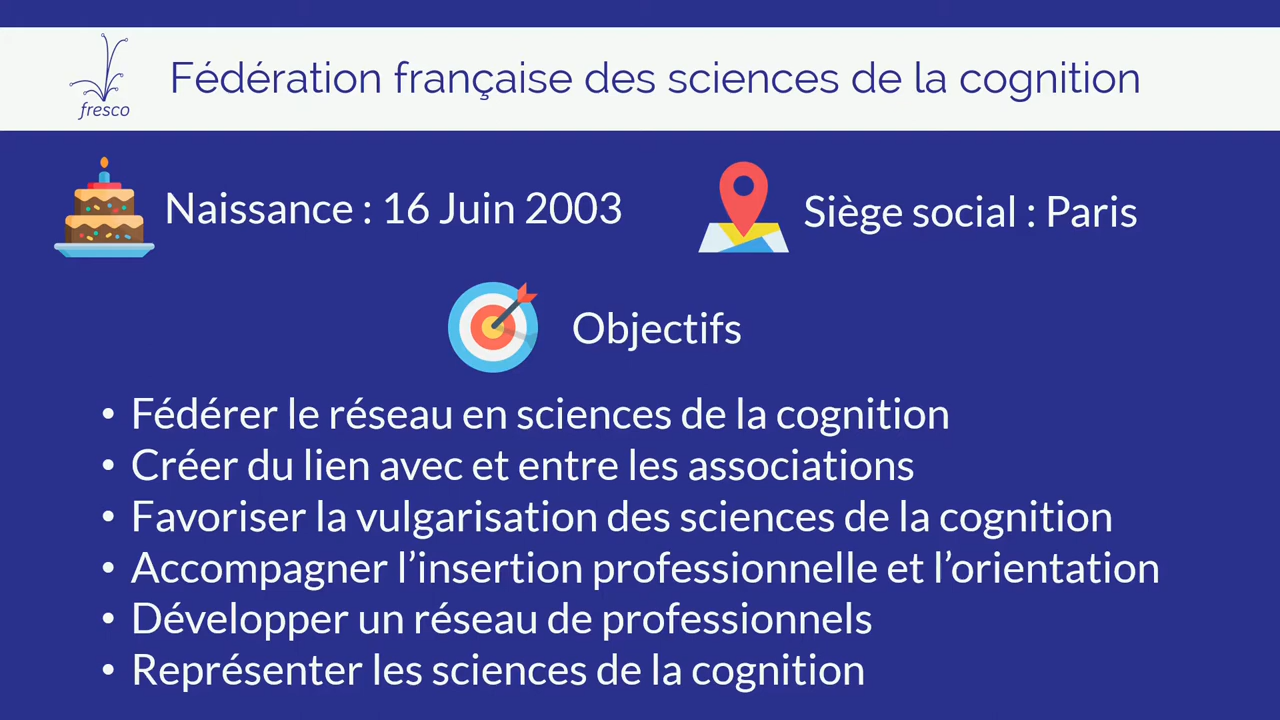 Fédération française des sciences de la cognition
fresco
Naissance : 16 Juin 2003
Siège social : Paris
Objectifs
• Fédérer le réseau en sciences de la cognition
• Créer du lien avec et entre les associations
• Favoriser la vulgarisation des sciences de la cognition
• Accompagner l’insertion professionnelle et l’orientation
• Développer un réseau de professionnels
• Représenter les sciences de la cognition